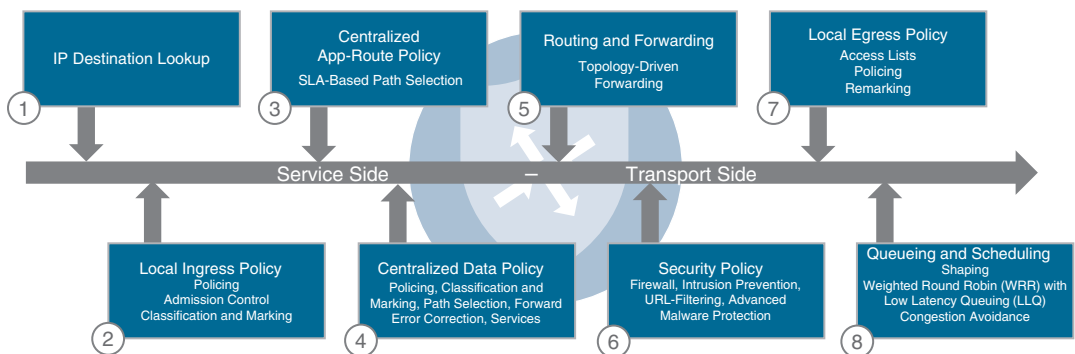 IP Destination Lookup
1
Local Ingress Policy
Policing
Admission Control
Classification and Marking
2
Centralized
App-Route Policy
SLA-Based Path Selection
3
Centralized Data Policy
Policing, Classification and
Marking, Path Selection, Forward
Error Correction, Services
4
Routing and Forwarding
Topology-Driven
Forwarding
5
Security Policy
Firewall, Intrusion Prevention,
URL-Filtering, Advanced
Malware Protection
6
Local Egress Policy
Access Lists
Policing
Remarking
7
Queueing and Scheduling
Shaping
Weighted Round Robin (WRR) with
Low Latency Queuing (LLQ)
Congestion Avoidance
8
Service Side – Transport Side